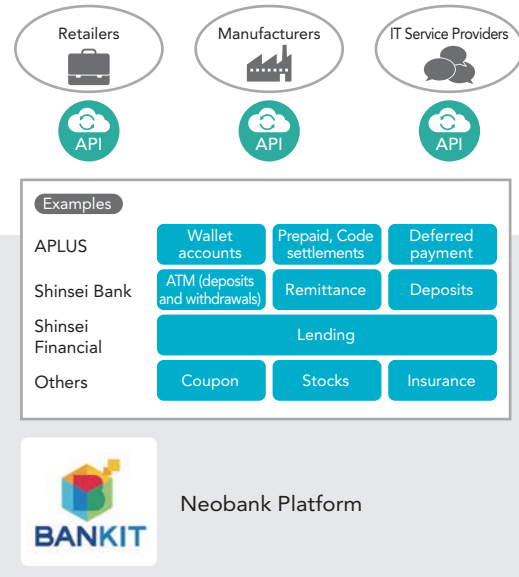 Retailers
Manufacturers
IT Service Providers
API
API
API
Examples
APLUS
Wallet
accounts
Prepaid, Code
settlements
Deferred
payment
Shinsei Bank
ATM (deposits
and withdrawals)
Remittance
Deposits
Shinsei
Financial
Lending
Others
Coupon
Stocks
Insurance
BANKIT
Neobank Platform